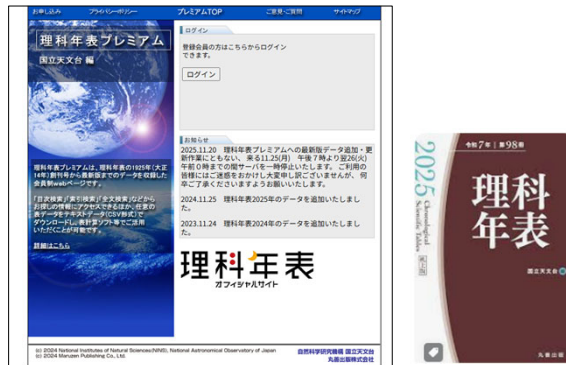 お申し込み プライバシーポリシー プレミアムTOP ご意見・ご質問 サイトマップ
理科年表プレミアム
国立天文台 編
理科年表プレミアムは、理科年表の1925年(大正
14年)創刊号から最新版までのデータを収録した
会員制webページです。
「目次検索」「索引検索」「全文検索」などから
お探しの情報にアクセスできるほか、任意の
表データをテキストデータ(CSV形式)で
ダウンロードし表計算ソフト等でご活用
いただくことが可能です。
詳細はこちら
ログイン
登録会員の方はこちらからログイン
できます。
ログイン
お知らせ
2025.11.20 理科年表プレミアムへの最新版データ追加・更
新作業にともない、来る11.25(月) 午後7時より翌26(火)
午前0時までの間サーバを一時停止いたします。ご利用の
皆様にはご迷惑をおかけし大変申し訳ございませんが、何
卒ご了承くださいますようお願いいたします。
2024.11.25 理科年表2025年のデータを追加いたしまし
た。
2023.11.24 理科年表2024年のデータを追加いたしまし
た。
理科年表
オフィシャルサイト
(c) 2024 National Institutes of Natural Sciences(NINS), National Astronomical Observatory of Japan
(c) 2024 Maruzen Publishing Co., Ltd.
自然科学研究機構 国立天文台
丸善出版株式会社
令和7年 第98冊
2025
Chronological
Scientific Tables
机上版
理科
年表
国立天文台 編
丸善出版